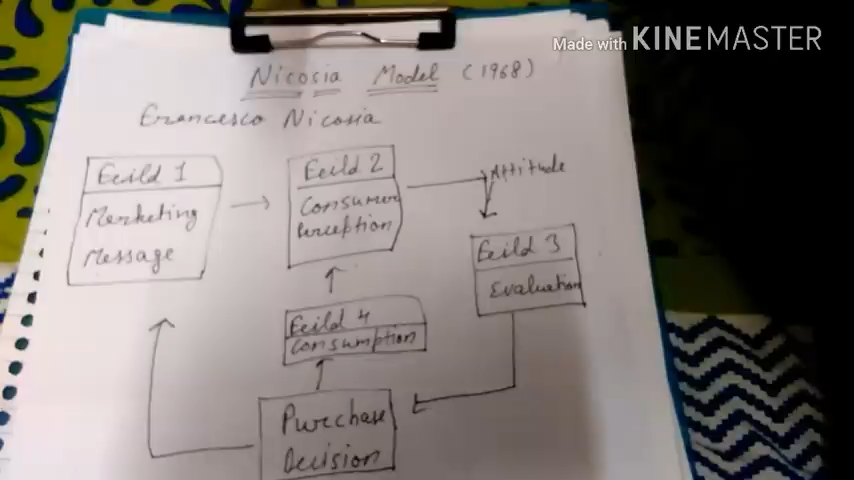 Made with KINEMASTER
Nicosia Model (1968)
Francesco Nicosia
Feild 1
Marketing
Message
Feild 2
Consumer
Perception
Attitude
Feild 3
Evaluation
Feild 4
Consumption
Purchase
Decision